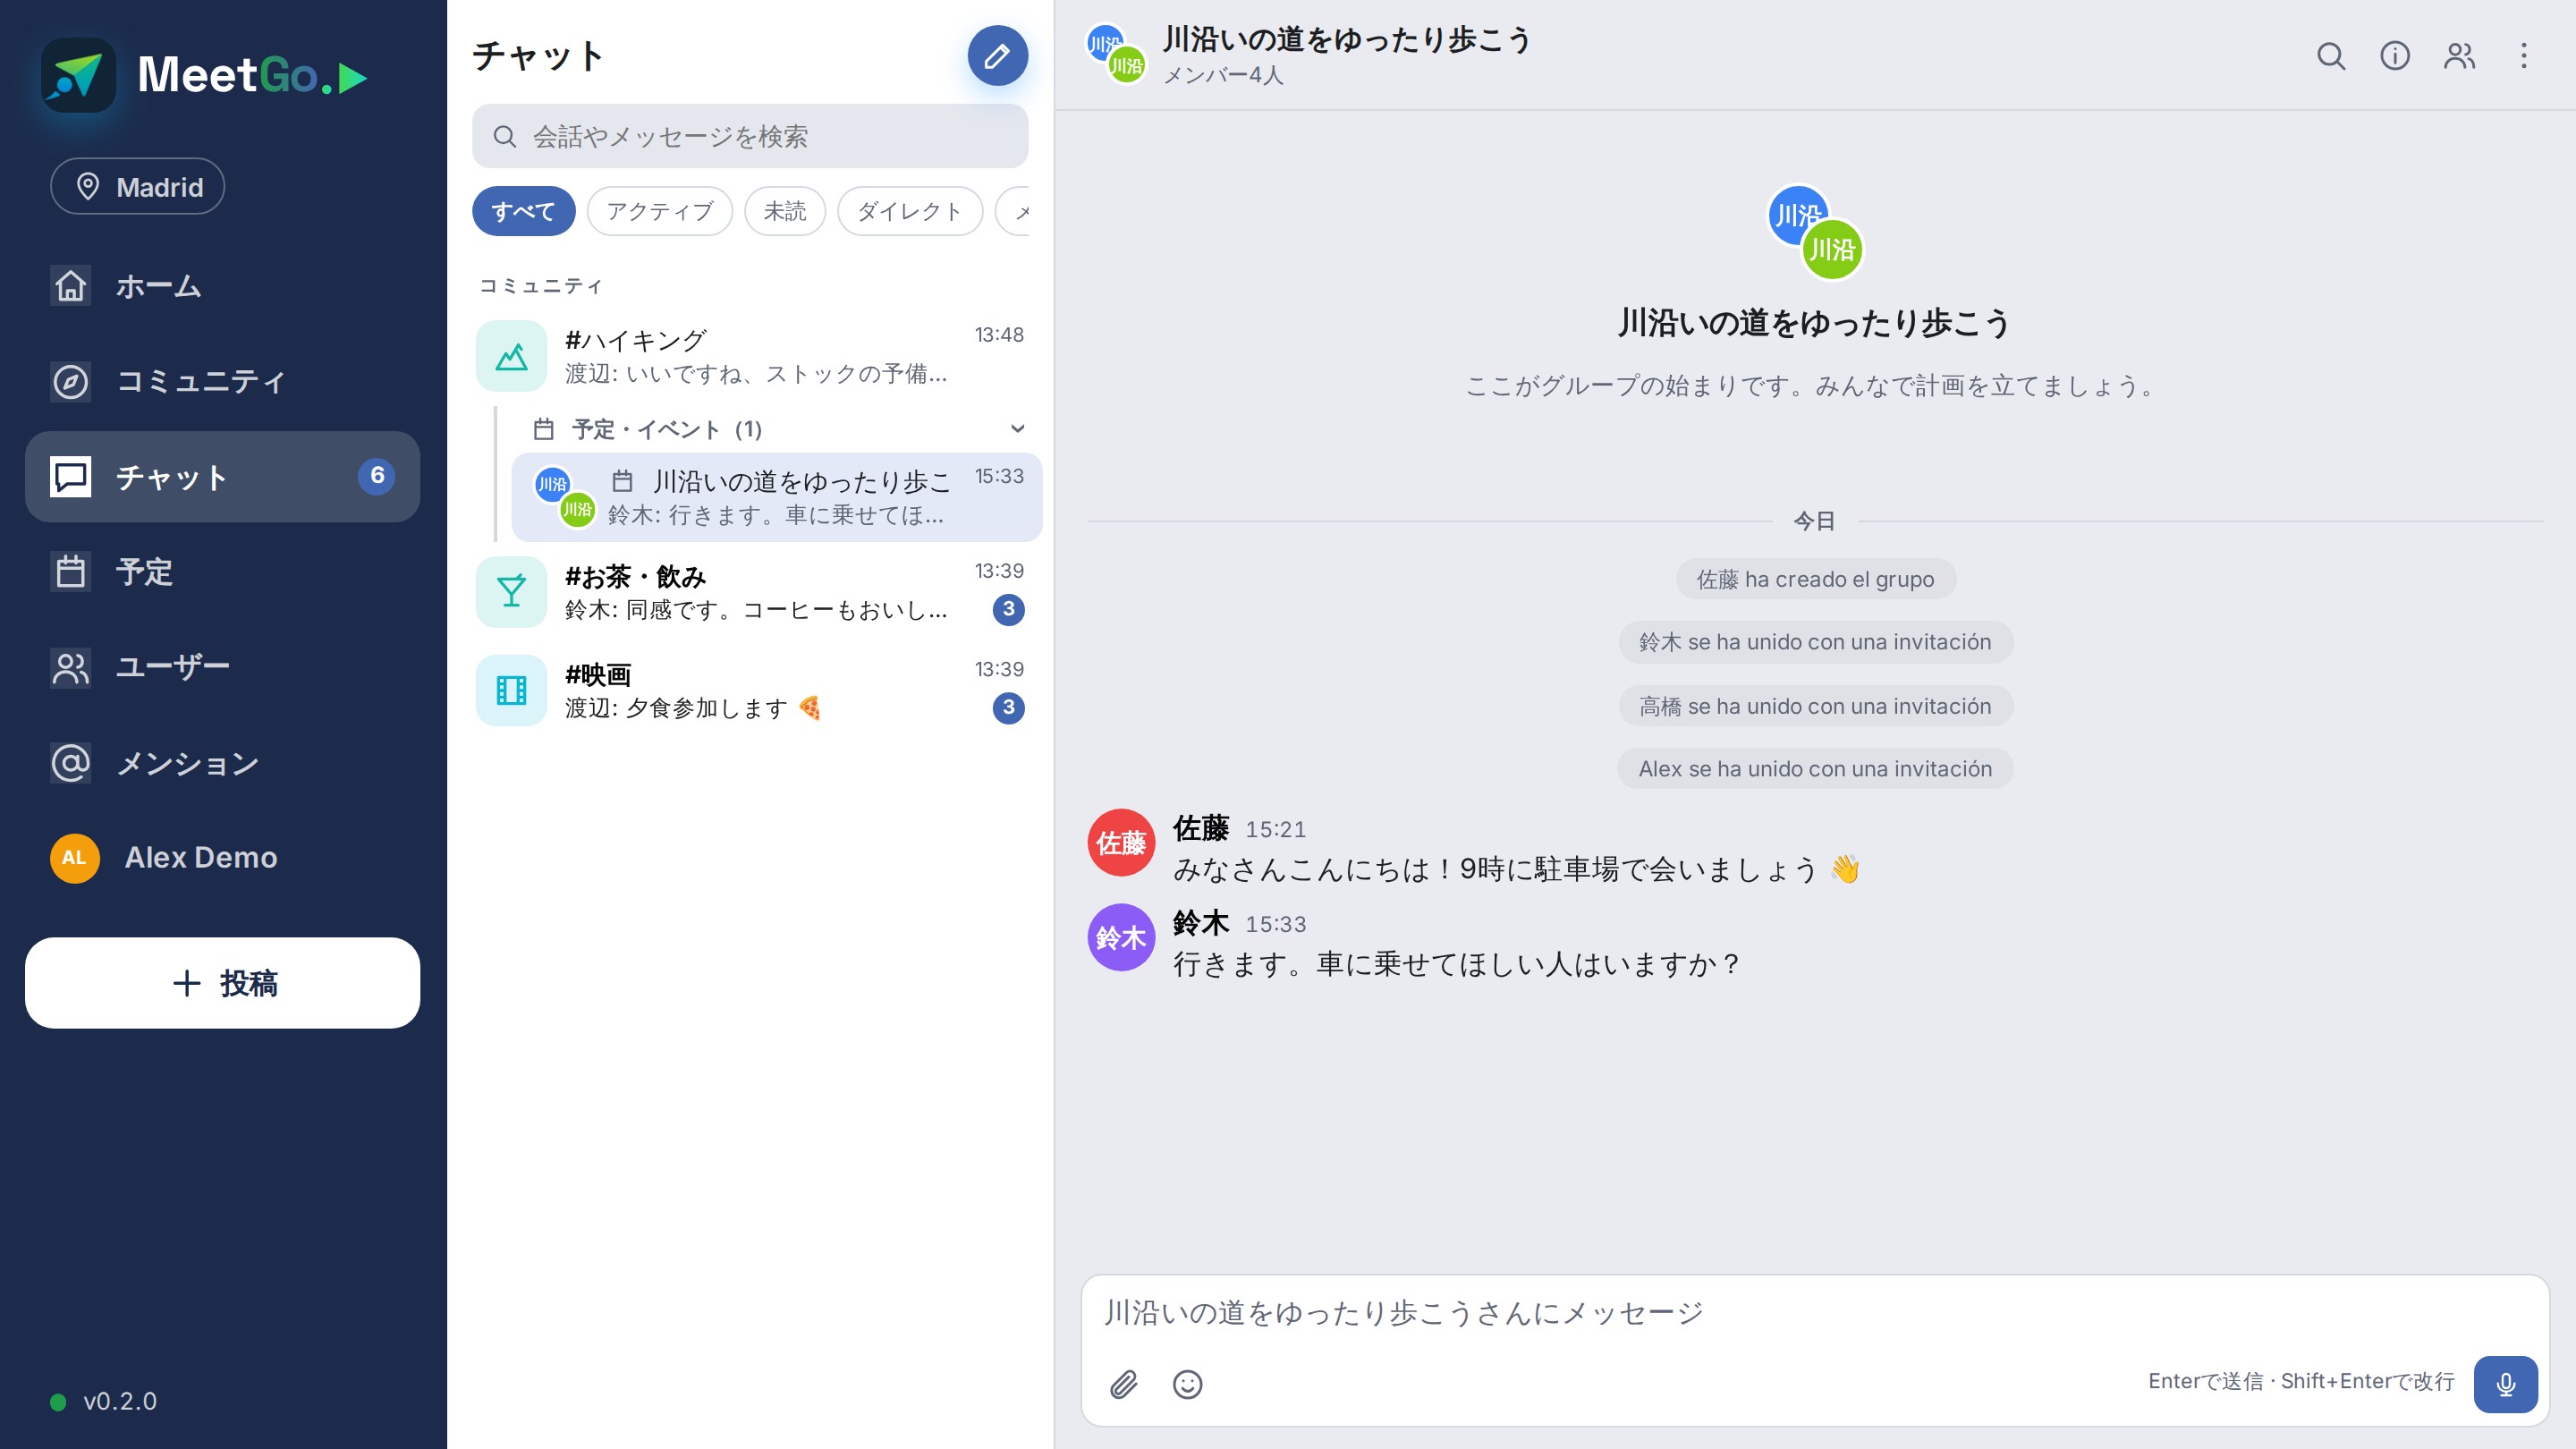 MeetGo.
Madrid
ホーム
コミュニティ
チャット 6
予定
ユーザー
メンション
AL Alex Demo
投稿
v0.2.0
チャット
会話やメッセージを検索
すべて アクティブ 未読 ダイレクト
コミュニティ
#ハイキング 13:48
渡辺: いいですね、ストックの予備…
予定・イベント（1）
川沿 川沿 川沿いの道をゆったり歩こ 15:33
鈴木: 行きます。車に乗せてほ…
#お茶・飲み 13:39
鈴木: 同感です。コーヒーもおいし… 3
#映画 13:39
渡辺: 夕食参加します 🍕 3
川沿 川沿 川沿いの道をゆったり歩こう
メンバー4人
川沿 川沿
川沿いの道をゆったり歩こう
ここがグループの始まりです。みんなで計画を立てましょう。
今日
佐藤 ha creado el grupo
鈴木 se ha unido con una invitación
高橋 se ha unido con una invitación
Alex se ha unido con una invitación
佐藤 佐藤 15:21
みなさんこんにちは！9時に駐車場で会いましょう 👋
鈴木 鈴木 15:33
行きます。車に乗せてほしい人はいますか？
川沿いの道をゆったり歩こうさんにメッセージ
Enterで送信 · Shift+Enterで改行